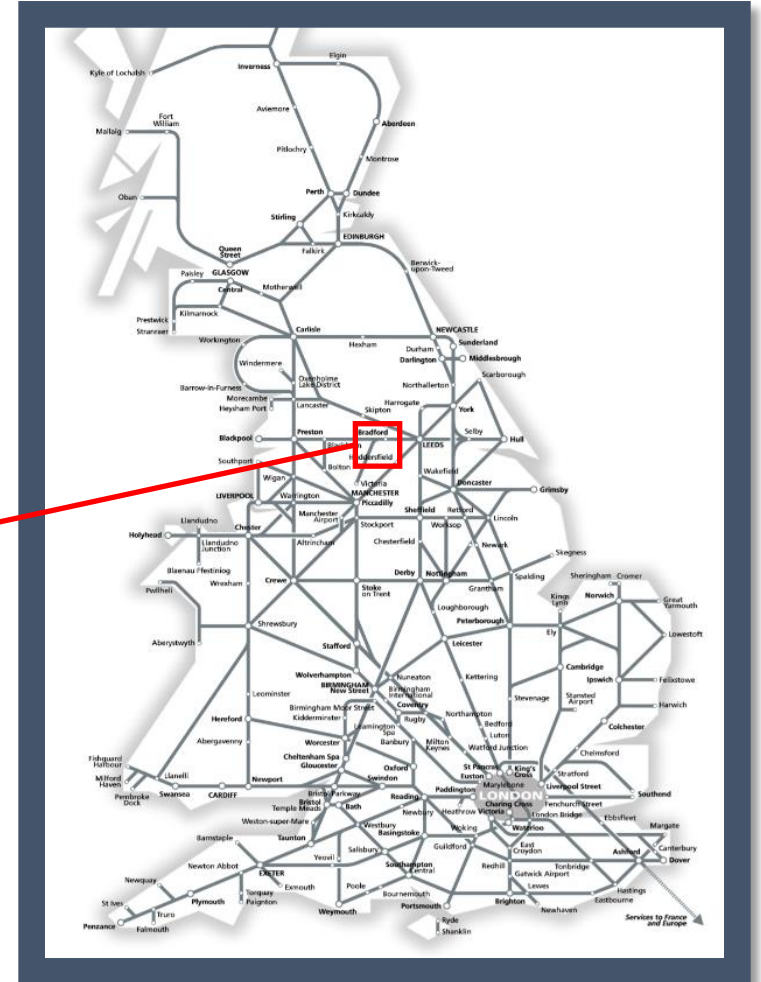 Elgin
Inverness
Kyle of Lochalsh
Aviemore
Fort
William
Aberdeen
Mallaig
Pitlochry
Montrose
Perth
Dundee
Oban
Stirling
Kirkcaldy
EDINBURGH
Queen
Street
Falkirk
Berwick-
upon-Tweed
Paisley
GLASGOW
Central
Motherwell
Prestwick
Kilmarnock
Stranraer
Carlisle
NEWCASTLE
Workington
Hexham
Sunderland
Durham
Windermere
Darlington
Middlesbrough
Oxenholme
Lake District
Scarborough
Barrow-in-Furness
Northallerton
Morecambe
Heysham Port
Lancaster
Harrogate
York
Skipton
Preston
Bradford
Selby
Blackpool
LEEDS
Hull
Huddersfield
Southport
Bolton
Wakefield
Wigan
Victoria
Doncaster
Grimsby
MANCHESTER
LIVERPOOL
Warrington
Piccadilly
Sheffield
Retford
Llandudno
Manchester
Airport
Stockport
Worksop
Lincoln
Holyhead
Chester
Llandudno
Junction
Altrincham
Chesterfield
Newark
Skegness
Blaenau Ffestiniog
Derby
Nottingham
Spalding
Sheringham
Cromer
Pwllheli
Wrexham
Crewe
Stoke
on Trent
Grantham
Kings
Lynn
Norwich
Great
Yarmouth
Loughborough
Shrewsbury
Peterborough
Ely
Lowestoft
Aberystwyth
Stafford
Leicester
Wolverhampton
Cambridge
Nuneaton
Kettering
BIRMINGHAM
New Street
Birmingham
International
Ipswich
Felixstowe
Leominster
Coventry
Stevenage
Stansted
Airport
Birmingham Moor Street
Northampton
Harwich
Kidderminster
Rugby
Hereford
Leamington
Spa
Bedford
Colchester
Abergavenny
Worcester
Banbury
Milton
Keynes
Luton
Watford Junction
Chelmsford
Cheltenham Spa
Fishguard
Harbour
Gloucester
Oxford
St Pancras
King's
Cross
Euston
Stratford
Llanelli
Newport
Swindon
Marylebone
Liverpool Street
Milford
Haven
Paddington
LONDON
Southend
Pembroke
Dock
Swansea
CARDIFF
Bristol Parkway
Reading
Charing Cross
Fenchurch Street
Bristol
Temple Meads
Bath
Newbury
Heathrow
Victoria
London Bridge
Ebbsfleet
Weston-super-Mare
Westbury
Waterloo
Margate
Barnstaple
Taunton
Basingstoke
Woking
East
Croydon
Canterbury
Salisbury
Guildford
Ashford
Dover
Yeovil
Southampton
Central
Redhill
Tonbridge
Newton Abbot
EXETER
Gatwick Airport
Newquay
Exmouth
Poole
Lewes
Hastings
Torquay
Paignton
Bournemouth
Eastbourne
St Ives
Plymouth
Portsmouth
Brighton
Newhaven
Truro
Weymouth
Ryde
Shanklin
Services to France
and Europe
Penzance
Falmouth